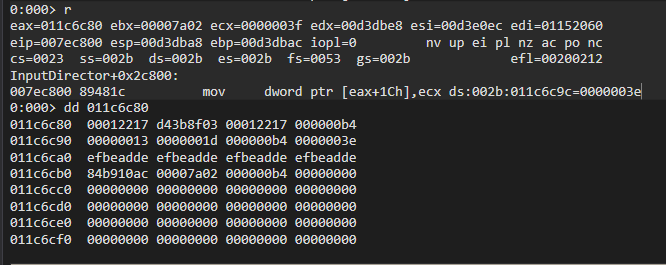 0:000> r
eax=011c6c80 ebx=00007a02 ecx=0000003f edx=00d3dbe8 esi=00d3e0ec edi=01152060
eip=007ec800 esp=00d3dba8 ebp=00d3dbac iopl=0 nv up ei pl nz ac po nc
cs=0023 ss=002b ds=002b es=002b fs=0053 gs=002b efl=00200212
InputDirector+0x2c800:
007ec800 89481c mov dword ptr [eax+1Ch],ecx ds:002b:011c6c9c=0000003e
0:000> dd 011c6c80
011c6c80 00012217 d43b8f03 00012217 000000b4
011c6c90 00000013 0000001d 000000b4 0000003e
011c6ca0 efbeadde efbeadde efbeadde efbeadde
011c6cb0 84b910ac 00007a02 000000b4 00000000
011c6cc0 00000000 00000000 00000000 00000000
011c6cd0 00000000 00000000 00000000 00000000
011c6ce0 00000000 00000000 00000000 00000000
011c6cf0 00000000 00000000 00000000 00000000